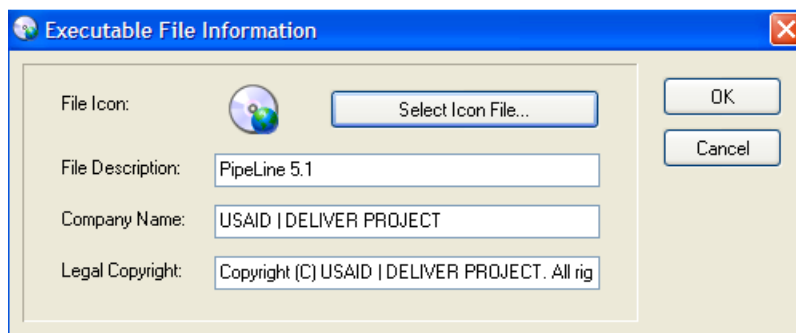 Executable File Information
File Icon:
Select Icon File...
OK
Cancel
File Description:
PipeLine 5.1
Company Name:
USAID | DELIVER PROJECT
Legal Copyright:
Copyright (C) USAID | DELIVER PROJECT. All rig